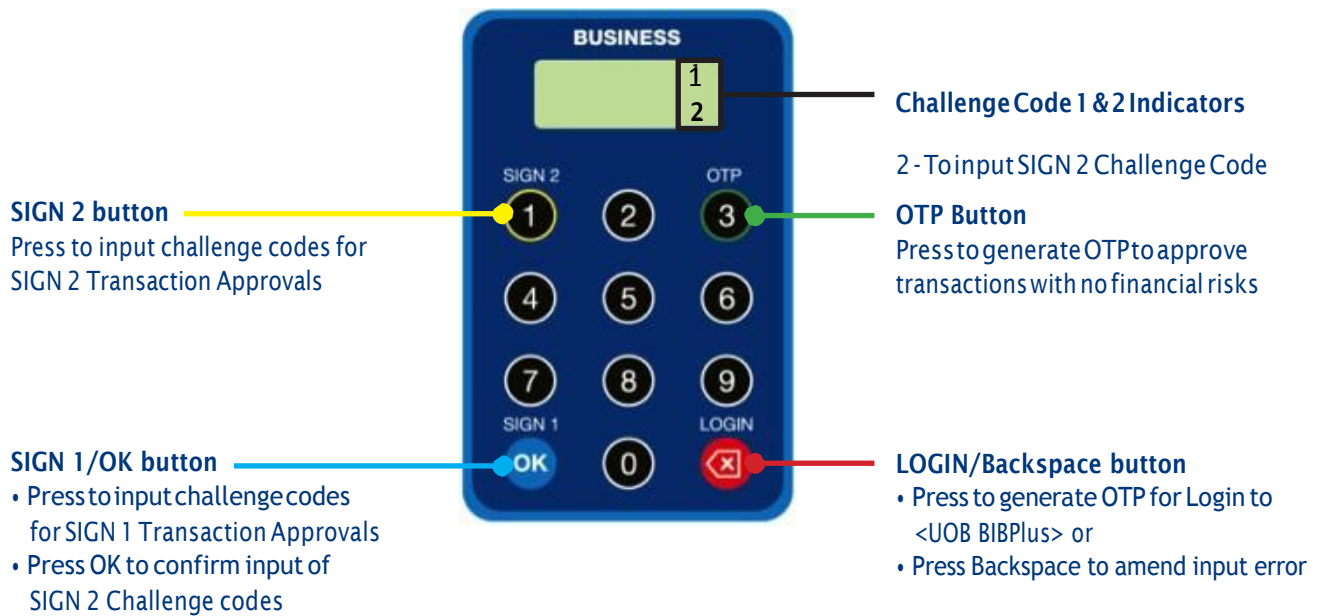 BUSINESS
1
2
SIGN 2
OTP
1
2
3
4
5
6
7
8
9
SIGN 1
LOGIN
OK
0
SIGN 2 button
Press to input challenge codes for
SIGN 2 Transaction Approvals
SIGN 1/OK button
• Press to input challenge codes
for SIGN 1 Transaction Approvals
• Press OK to confirm input of
SIGN 2 Challenge codes
Challenge Code 1 & 2 Indicators
2 - To input SIGN 2 Challenge Code
OTP Button
Press to generate OTP to approve
transactions with no financial risks
LOGIN/Backspace button
• Press to generate OTP for Login to
<UOB BIBPlus> or
• Press Backspace to amend input error